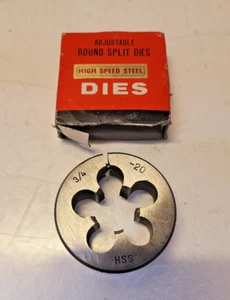 ADJUSTABLE
ROUND SPLIT DIES
HIGH SPEED STEEL
DIES
3/4 -20
HSS